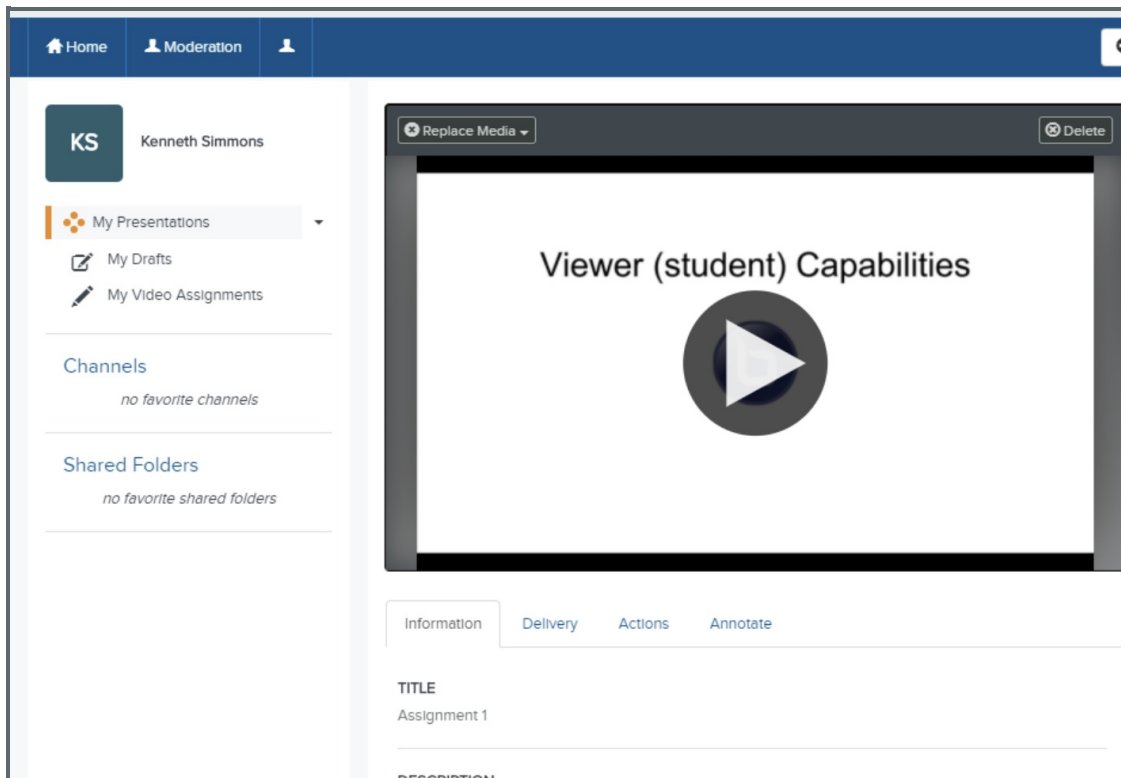 Home
Moderation
KS
Kenneth Simmons
My Presentations
My Drafts
My Video Assignments
Channels
no favorite channels
Shared Folders
no favorite shared folders
Replace Media
Delete
Viewer (student) Capabilities
Information
Delivery
Actions
Annotate
TITLE
Assignment 1
DESCRIPTION